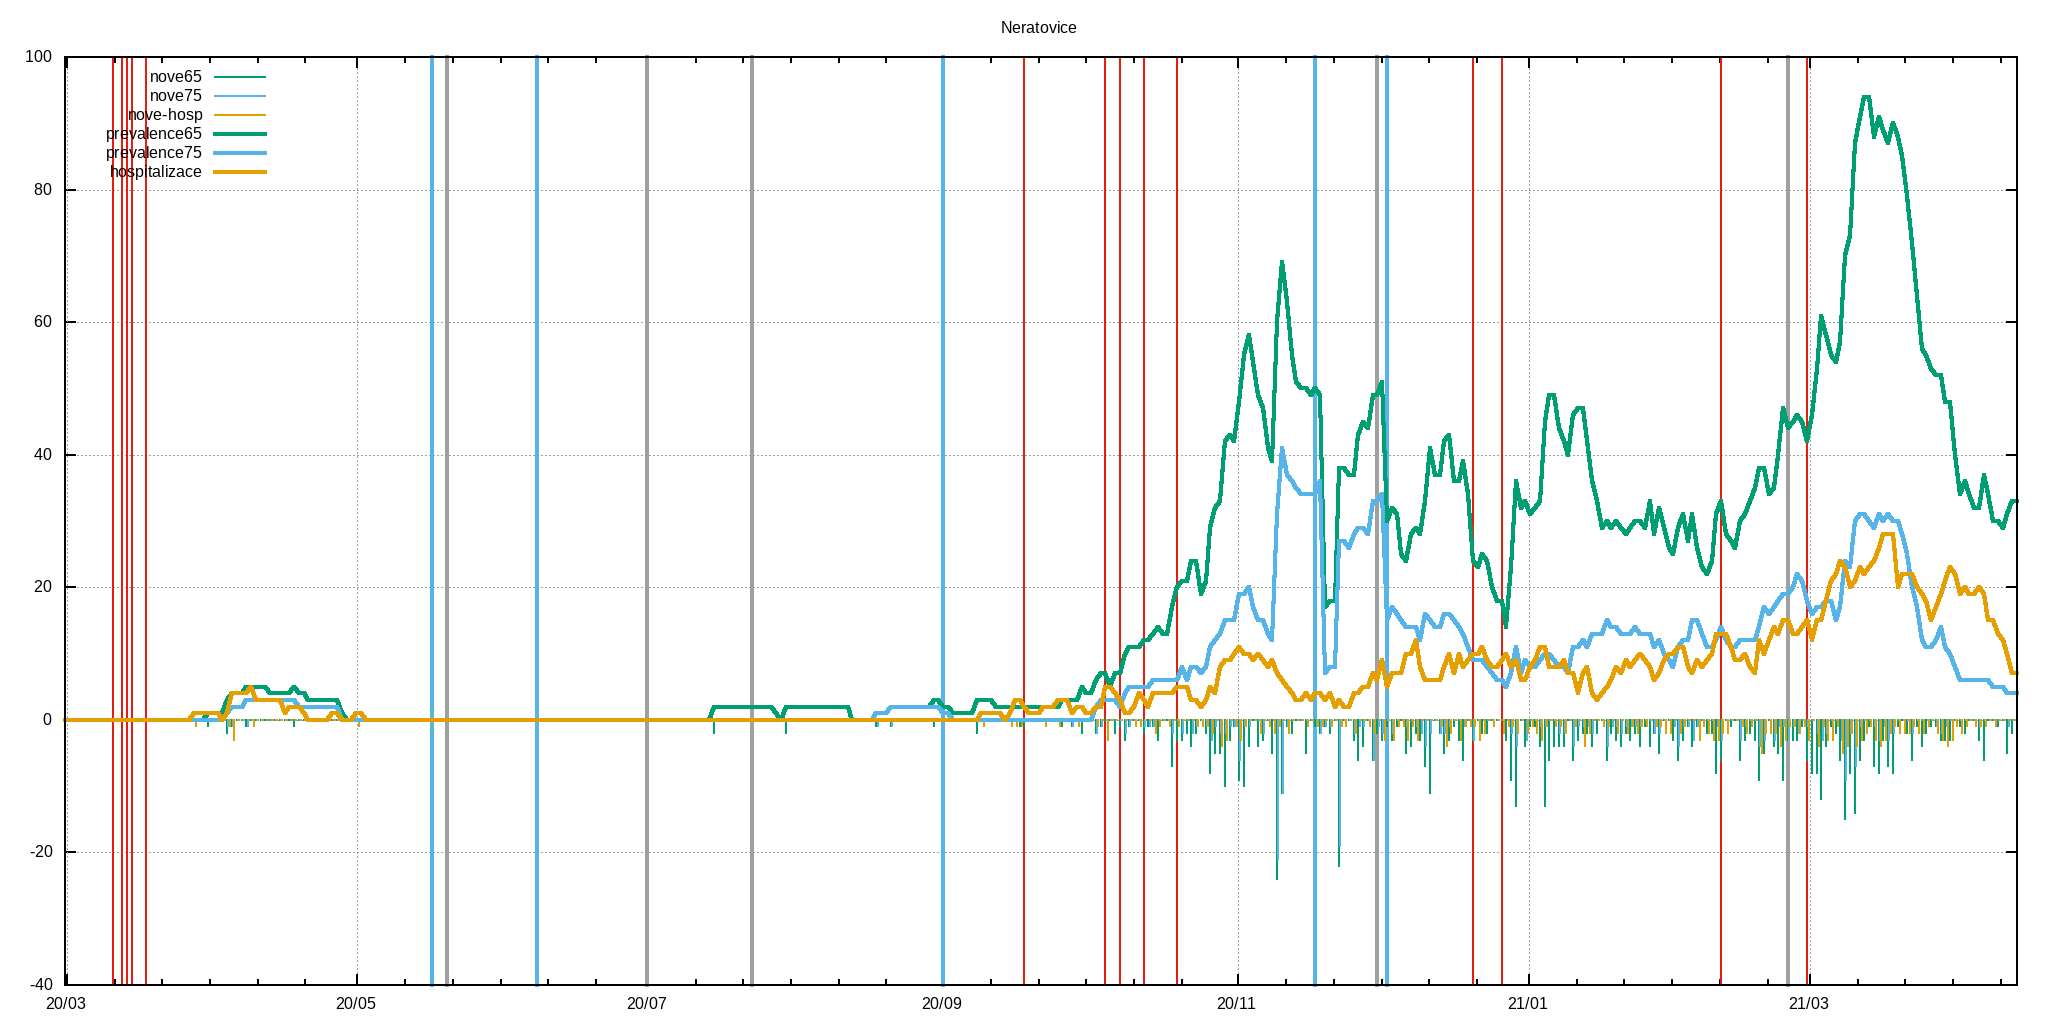 Neratovice
100
nove65
nove75
nove-hosp
prevalence65
prevalence75
hospitalizace
80
60
40
20
0
-20
-40
20/03 20/05 20/07 20/09 20/11 21/01 21/03